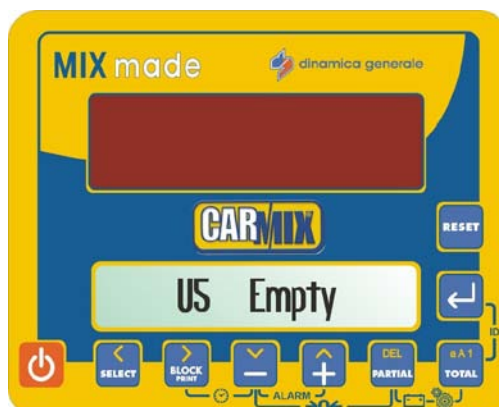 MIX made
dinamica generale
CARMIX
RESET
U5 Empty
ID
SELECT
BLOCK
PRINT
DEL
PARTIAL
a A 1
TOTAL
ALARM